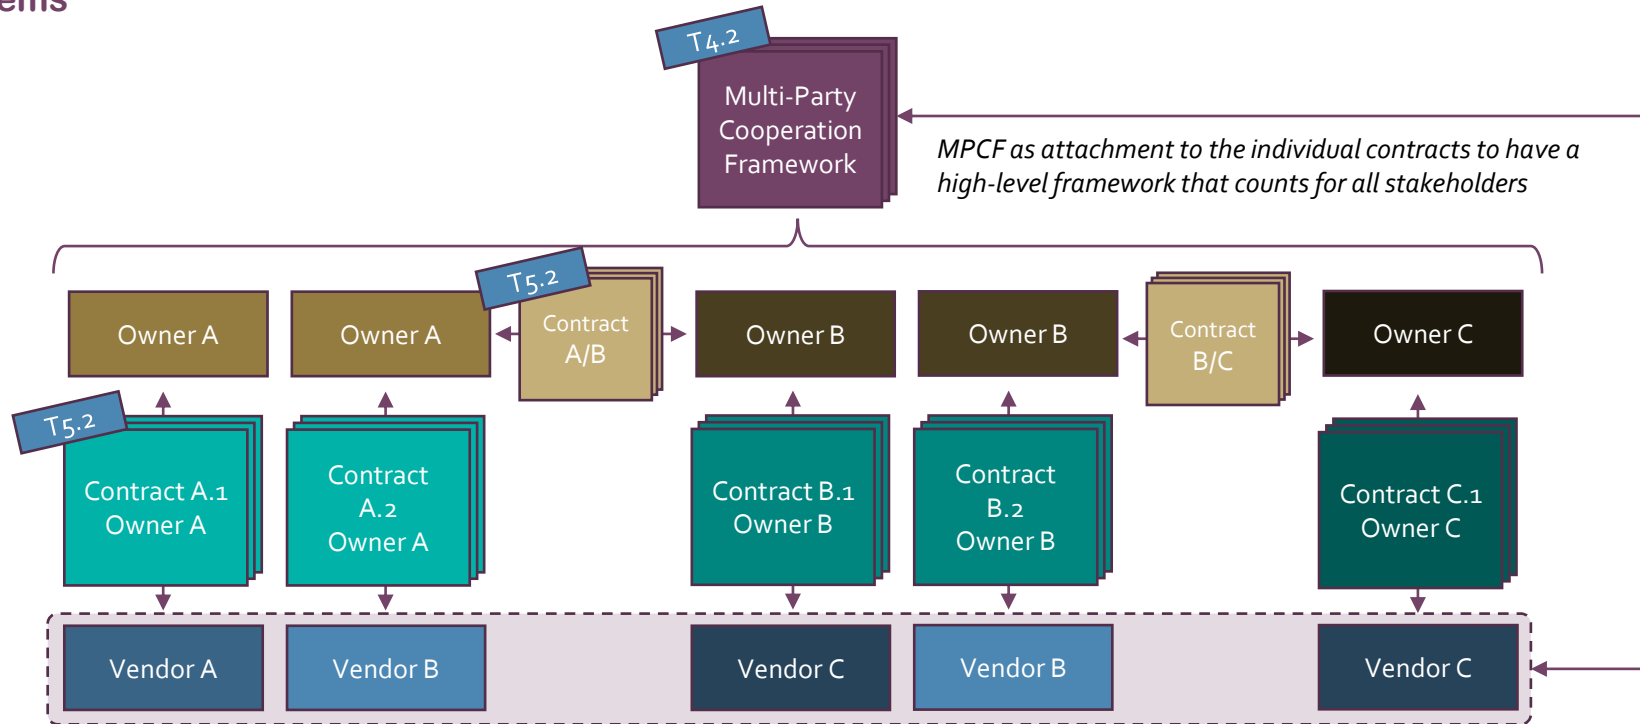 T4.2
Multi-Party
Cooperation
Framework
MPCF as attachment to the individual contracts to have a
high-level framework that counts for all stakeholders
T5.2
Owner A
Owner A
Contract
A/B
Owner B
Owner B
Contract
B/C
Owner C
T5.2
Contract A.1
Owner A
Contract
A.2
Owner A
Contract B.1
Owner B
Contract
B.2
Owner B
Contract C.1
Owner C
Vendor A
Vendor B
Vendor C
Vendor B
Vendor C